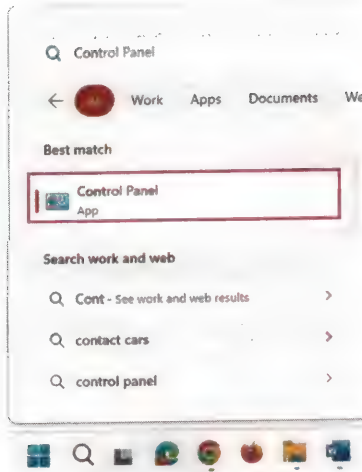 Control Panel
Work Apps Documents We
Best match
Control Panel
App
Search work and web
Cont - See work and web results
contact cars
control panel